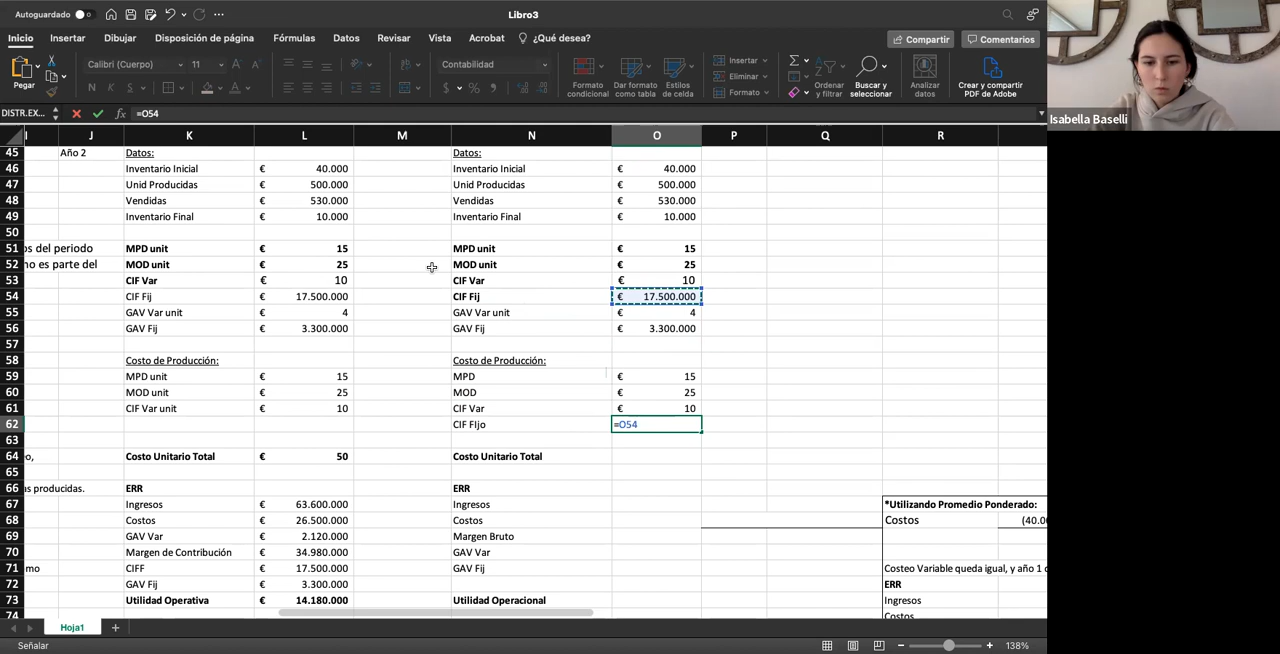 Autoguardado
Libro3
Inicio Insertar Dibujar Disposición de página Fórmulas Datos Revisar Vista Acrobat ¿Qué desea?
Compartir Comentarios
Pegar
Calibri (Cuerpo) 11
Contabilidad
N K S
Formato condicional
Dar formato como tabla
Estilos de celda
Insertar
Eliminar
Formato
Ordenar y filtrar
Buscar y seleccionar
Analizar datos
Crear y compartir PDF de Adobe
Isabella Baselli
DISTR.EX... fx =O54
I J K L M N O P Q R
45 Año 2 Datos: Datos:
46 Inventario Inicial € 40.000 Inventario Inicial € 40.000
47 Unid Producidas € 500.000 Unid Producidas € 500.000
48 Vendidas € 530.000 Vendidas € 530.000
49 Inventario Final € 10.000 Inventario Final € 10.000
50
51 os del periodo MPD unit € 15 MPD unit € 15
52 no es parte del MOD unit € 25 MOD unit € 25
53 CIF Var € 10 CIF Var € 10
54 CIF Fij € 17.500.000 CIF Fij € 17.500.000
55 GAV Var unit € 4 GAV Var unit € 4
56 GAV Fij € 3.300.000 GAV Fij € 3.300.000
57
58 Costo de Producción: Costo de Producción:
59 MPD unit € 15 MPD € 15
60 MOD unit € 25 MOD € 25
61 CIF Var unit € 10 CIF Var € 10
62 CIF FIjo =O54
63
64 o, Costo Unitario Total € 50 Costo Unitario Total
65
66 as producidas. ERR ERR
67 Ingresos € 63.600.000 Ingresos *Utilizando Promedio Ponderado:
68 Costos € 26.500.000 Costos Costos (40.00
69 GAV Var € 2.120.000 Margen Bruto
70 Margen de Contribución € 34.980.000 GAV Var
71 mo CIFF € 17.500.000 GAV Fij Costeo Variable queda igual, y año 1
72 GAV Fij € 3.300.000 ERR
73 Utilidad Operativa € 14.180.000 Utilidad Operacional Ingresos
74 Costos
Hoja1 +
Señalar 138%